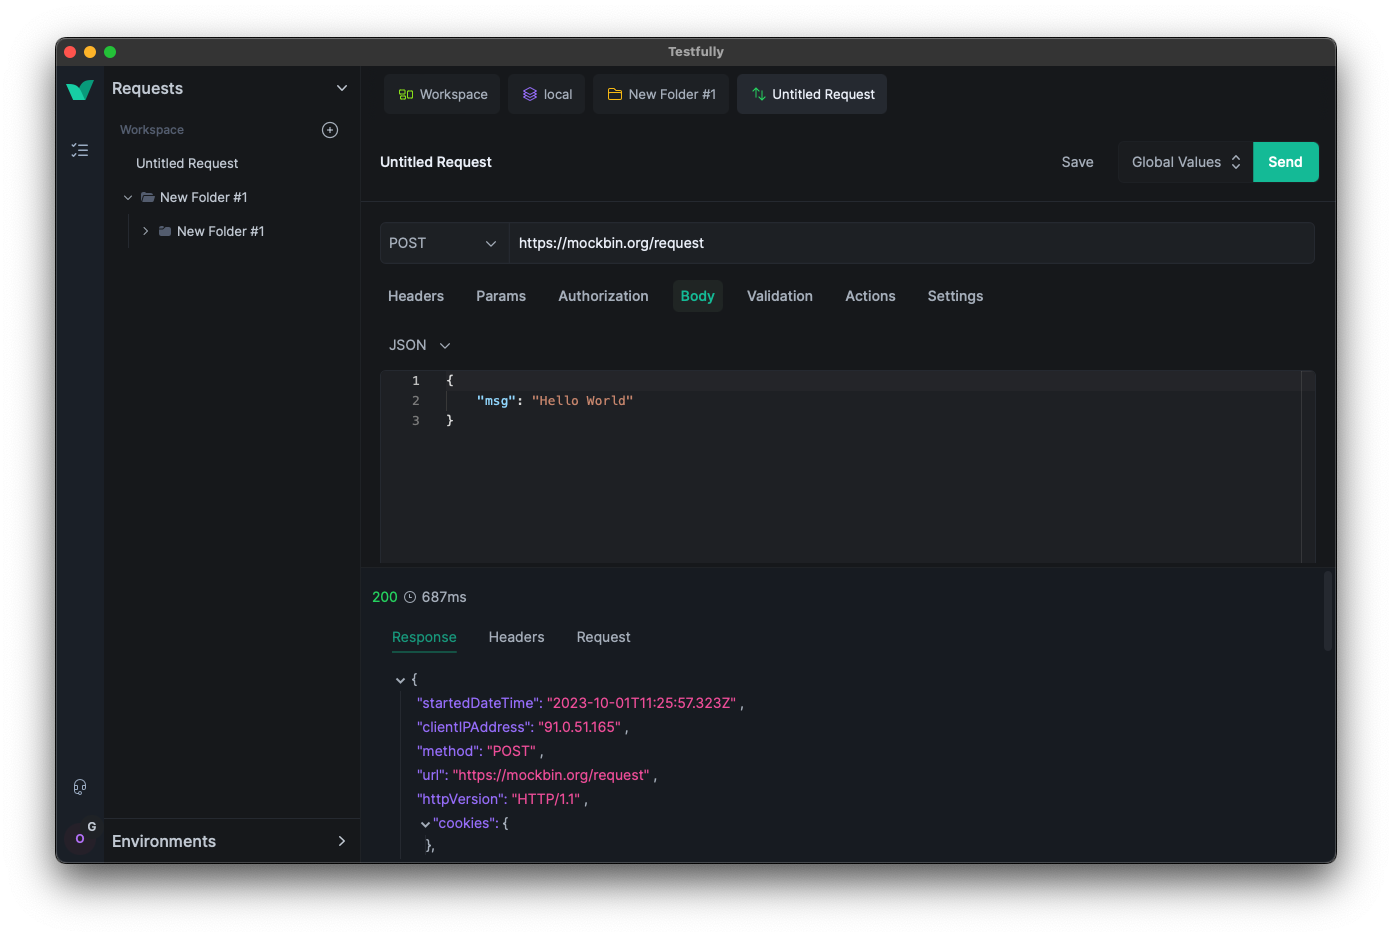 Testfully
Requests
Workspace
Untitled Request
New Folder #1
New Folder #1
Environments
G
O
Workspace local New Folder #1 Untitled Request
Untitled Request Save Global Values Send
POST https://mockbin.org/request
Headers Params Authorization Body Validation Actions Settings
JSON
1 {
2 "msg": "Hello World"
3 }
200 687ms
Response Headers Request
{
"startedDateTime": "2023-10-01T11:25:57.323Z" ,
"clientIPAddress": "91.0.51.165" ,
"method": "POST" ,
"url": "https://mockbin.org/request" ,
"httpVersion": "HTTP/1.1" ,
"cookies": {
},